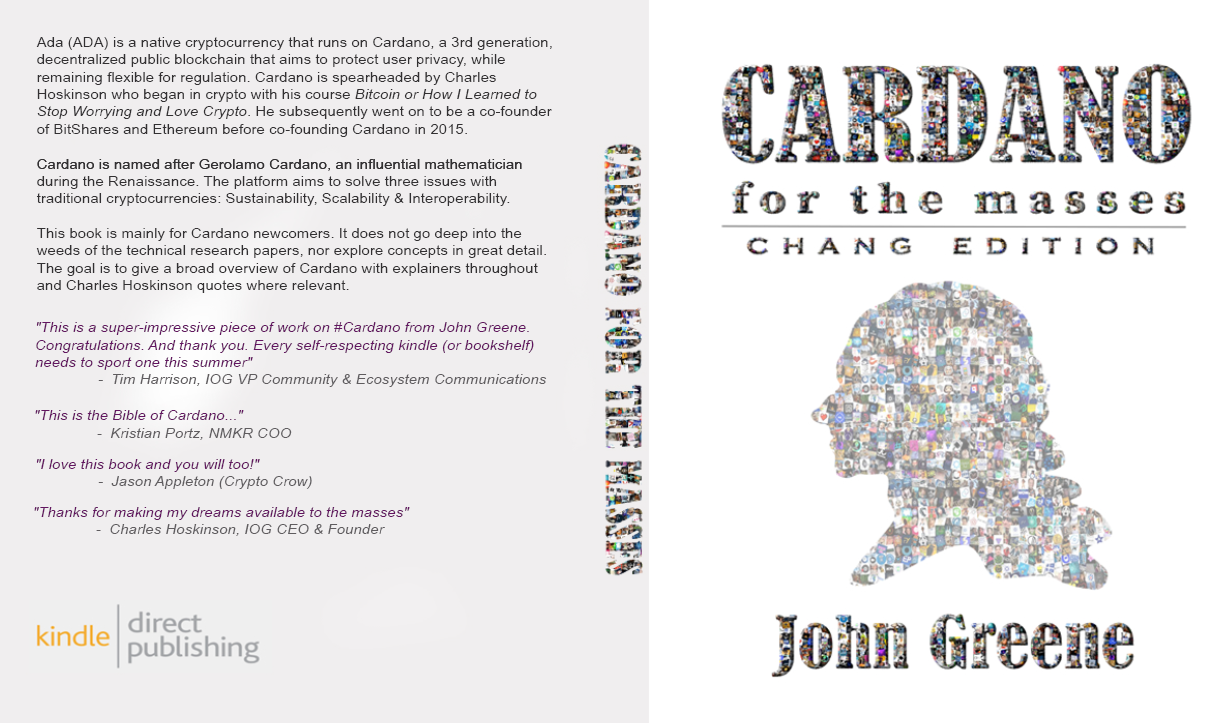 Ada (ADA) is a native cryptocurrency that runs on Cardano, a 3rd generation,
decentralized public blockchain that aims to protect user privacy, while
remaining flexible for regulation. Cardano is spearheaded by Charles
Hoskinson who began in crypto with his course Bitcoin or How I Learned to
Stop Worrying and Love Crypto. He subsequently went on to be a co-founder
of BitShares and Ethereum before co-founding Cardano in 2015.
Cardano is named after Gerolamo Cardano, an influential mathematician
during the Renaissance. The platform aims to solve three issues with
traditional cryptocurrencies: Sustainability, Scalability & Interoperability.
This book is mainly for Cardano newcomers. It does not go deep into the
weeds of the technical research papers, nor explore concepts in great detail.
The goal is to give a broad overview of Cardano with explainers throughout
and Charles Hoskinson quotes where relevant.
"This is a super-impressive piece of work on #Cardano from John Greene.
Congratulations. And thank you. Every self-respecting kindle (or bookshelf)
needs to sport one this summer"
- Tim Harrison, IOG VP Community & Ecosystem Communications
"This is the Bible of Cardano..."
- Kristian Portz, NMKR COO
"I love this book and you will too!"
- Jason Appleton (Crypto Crow)
"Thanks for making my dreams available to the masses"
- Charles Hoskinson, IOG CEO & Founder
kindle direct
publishing
CARDANO FOR THE MASSES
CARDANO
for the masses
CHANG EDITION
John Greene